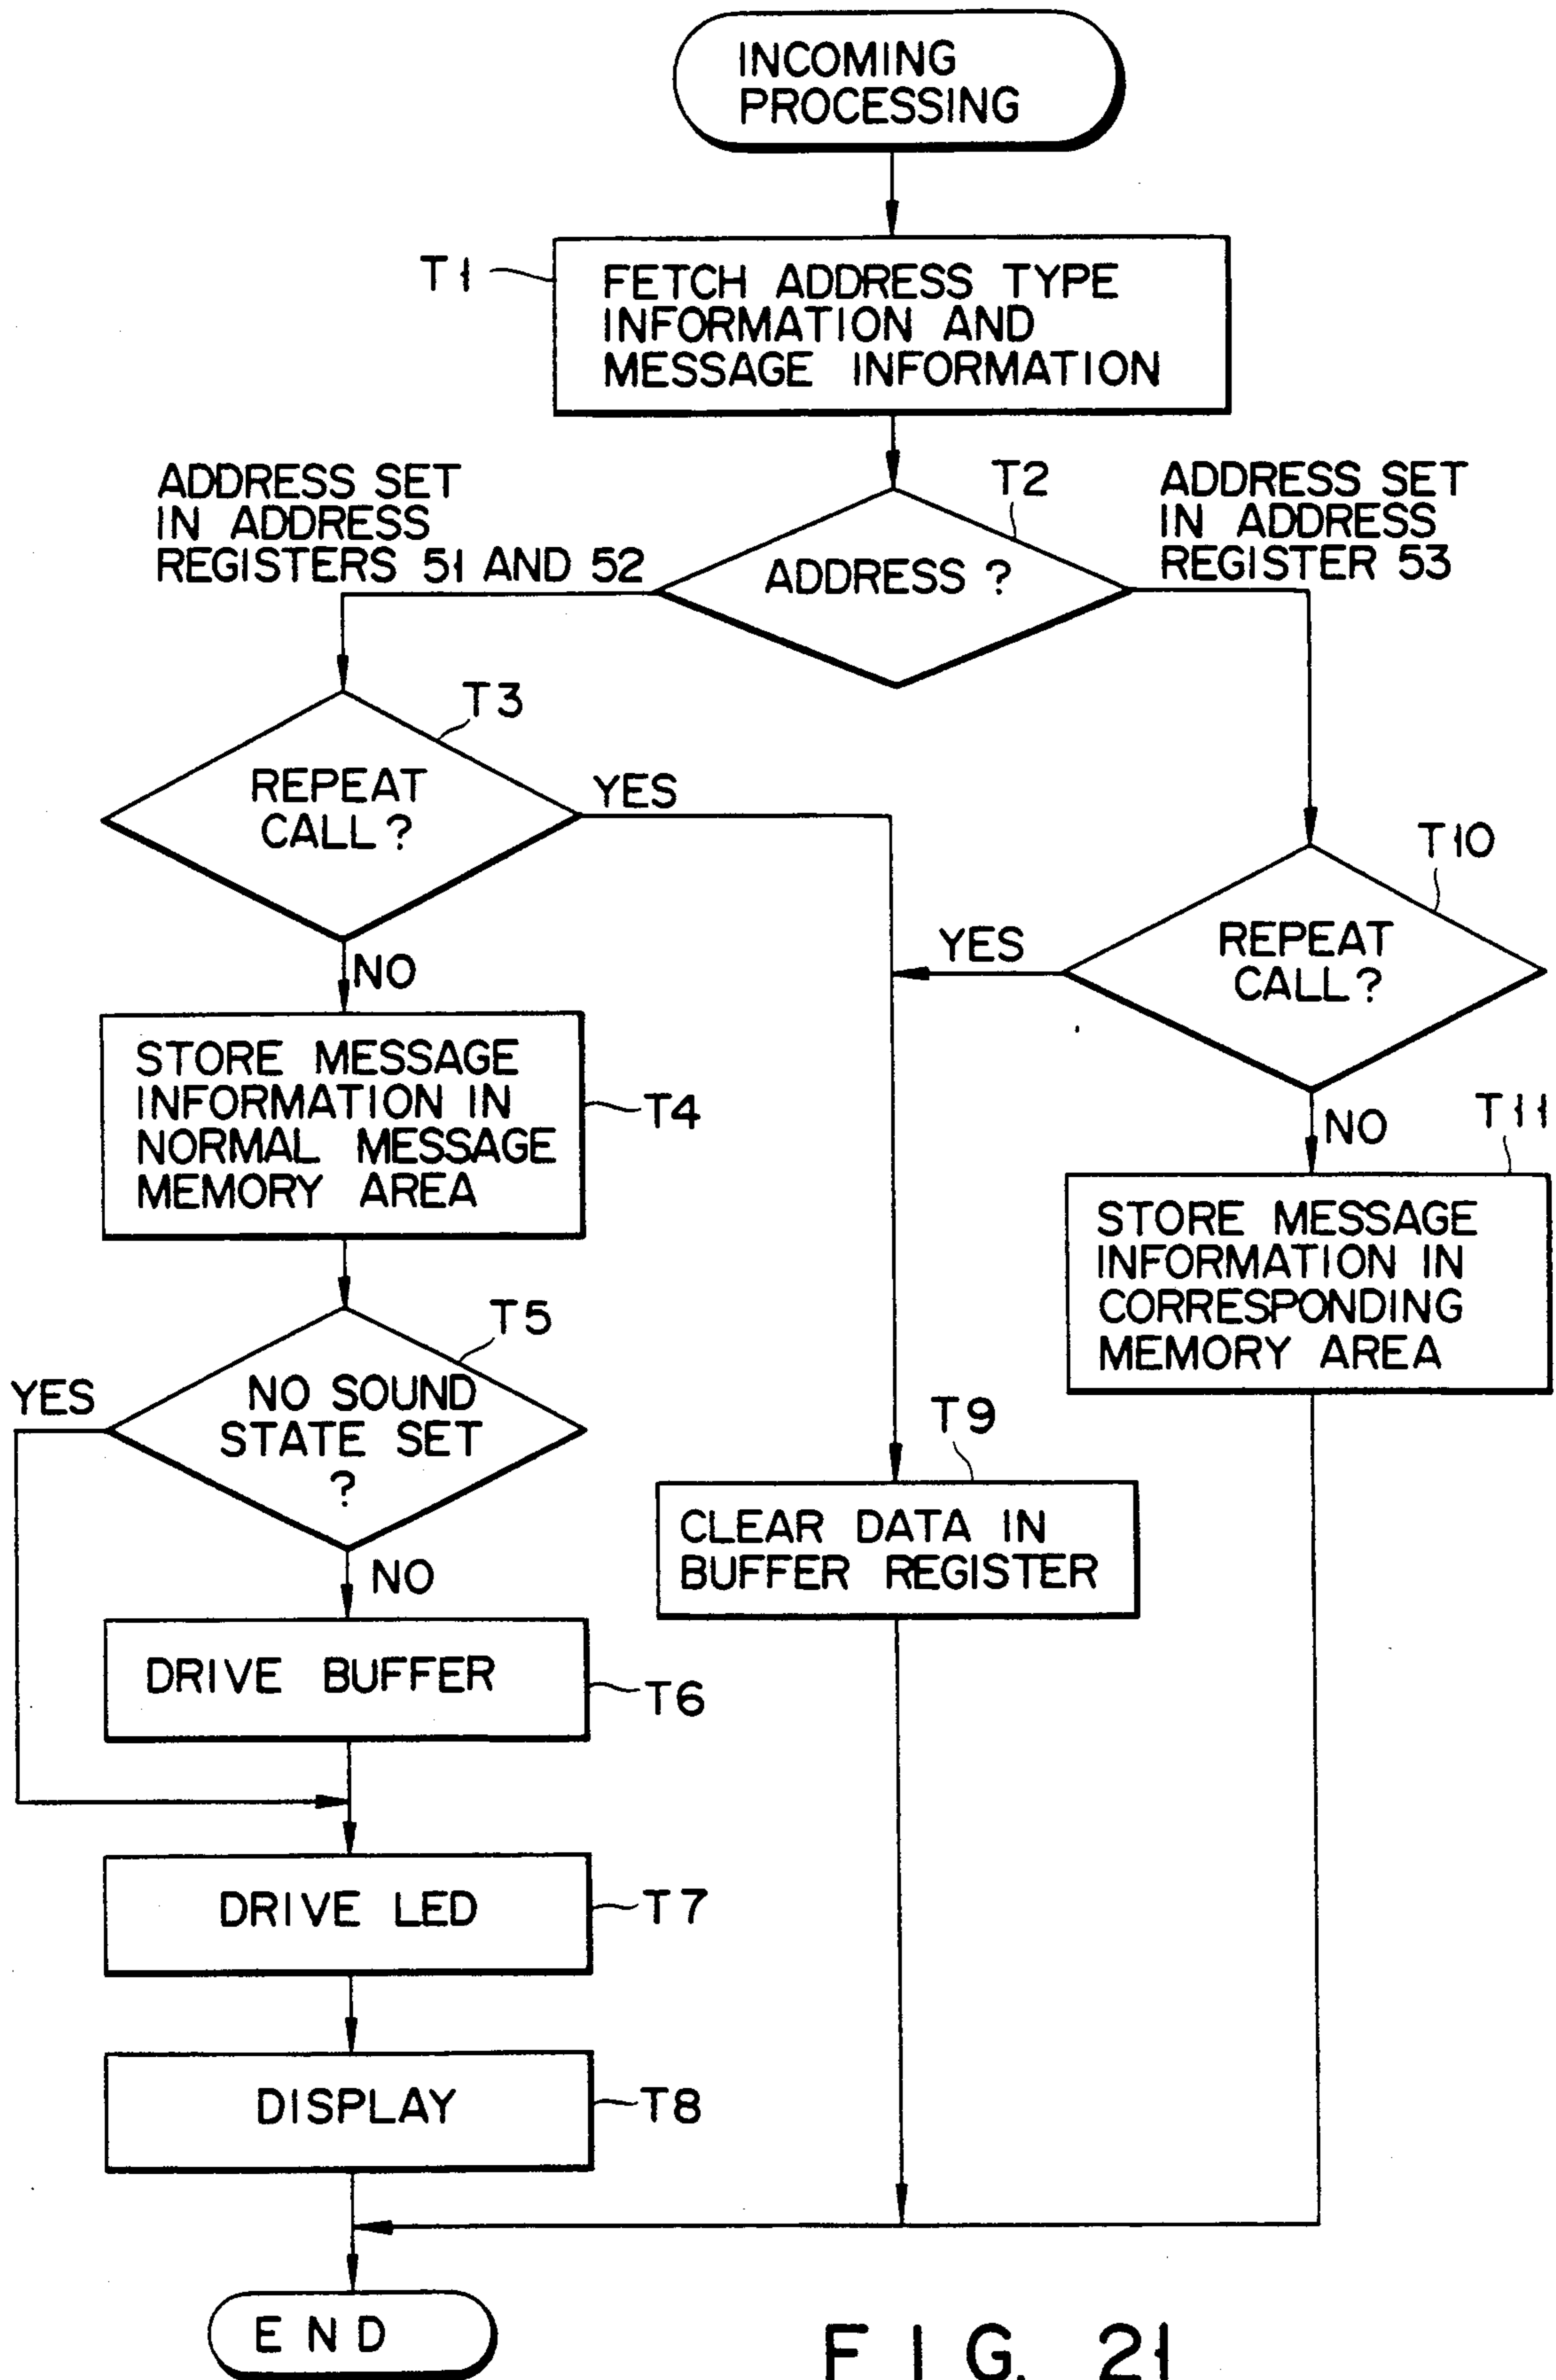 INCOMING
PROCESSING
T1
FETCH ADDRESS TYPE
INFORMATION AND
MESSAGE INFORMATION
ADDRESS SET
IN ADDRESS
REGISTERS 51 AND 52
T2
ADDRESS ?
ADDRESS SET
IN ADDRESS
REGISTER 53
T3
REPEAT
CALL ?
YES
NO
T10
REPEAT
CALL ?
YES
NO
STORE MESSAGE
INFORMATION IN
NORMAL MESSAGE
MEMORY AREA
T4
T11
STORE MESSAGE
INFORMATION IN
CORRESPONDING
MEMORY AREA
T5
NO SOUND
STATE SET
?
YES
NO
T9
CLEAR DATA IN
BUFFER REGISTER
DRIVE BUFFER
T6
DRIVE LED
T7
DISPLAY
T8
END
FIG. 21